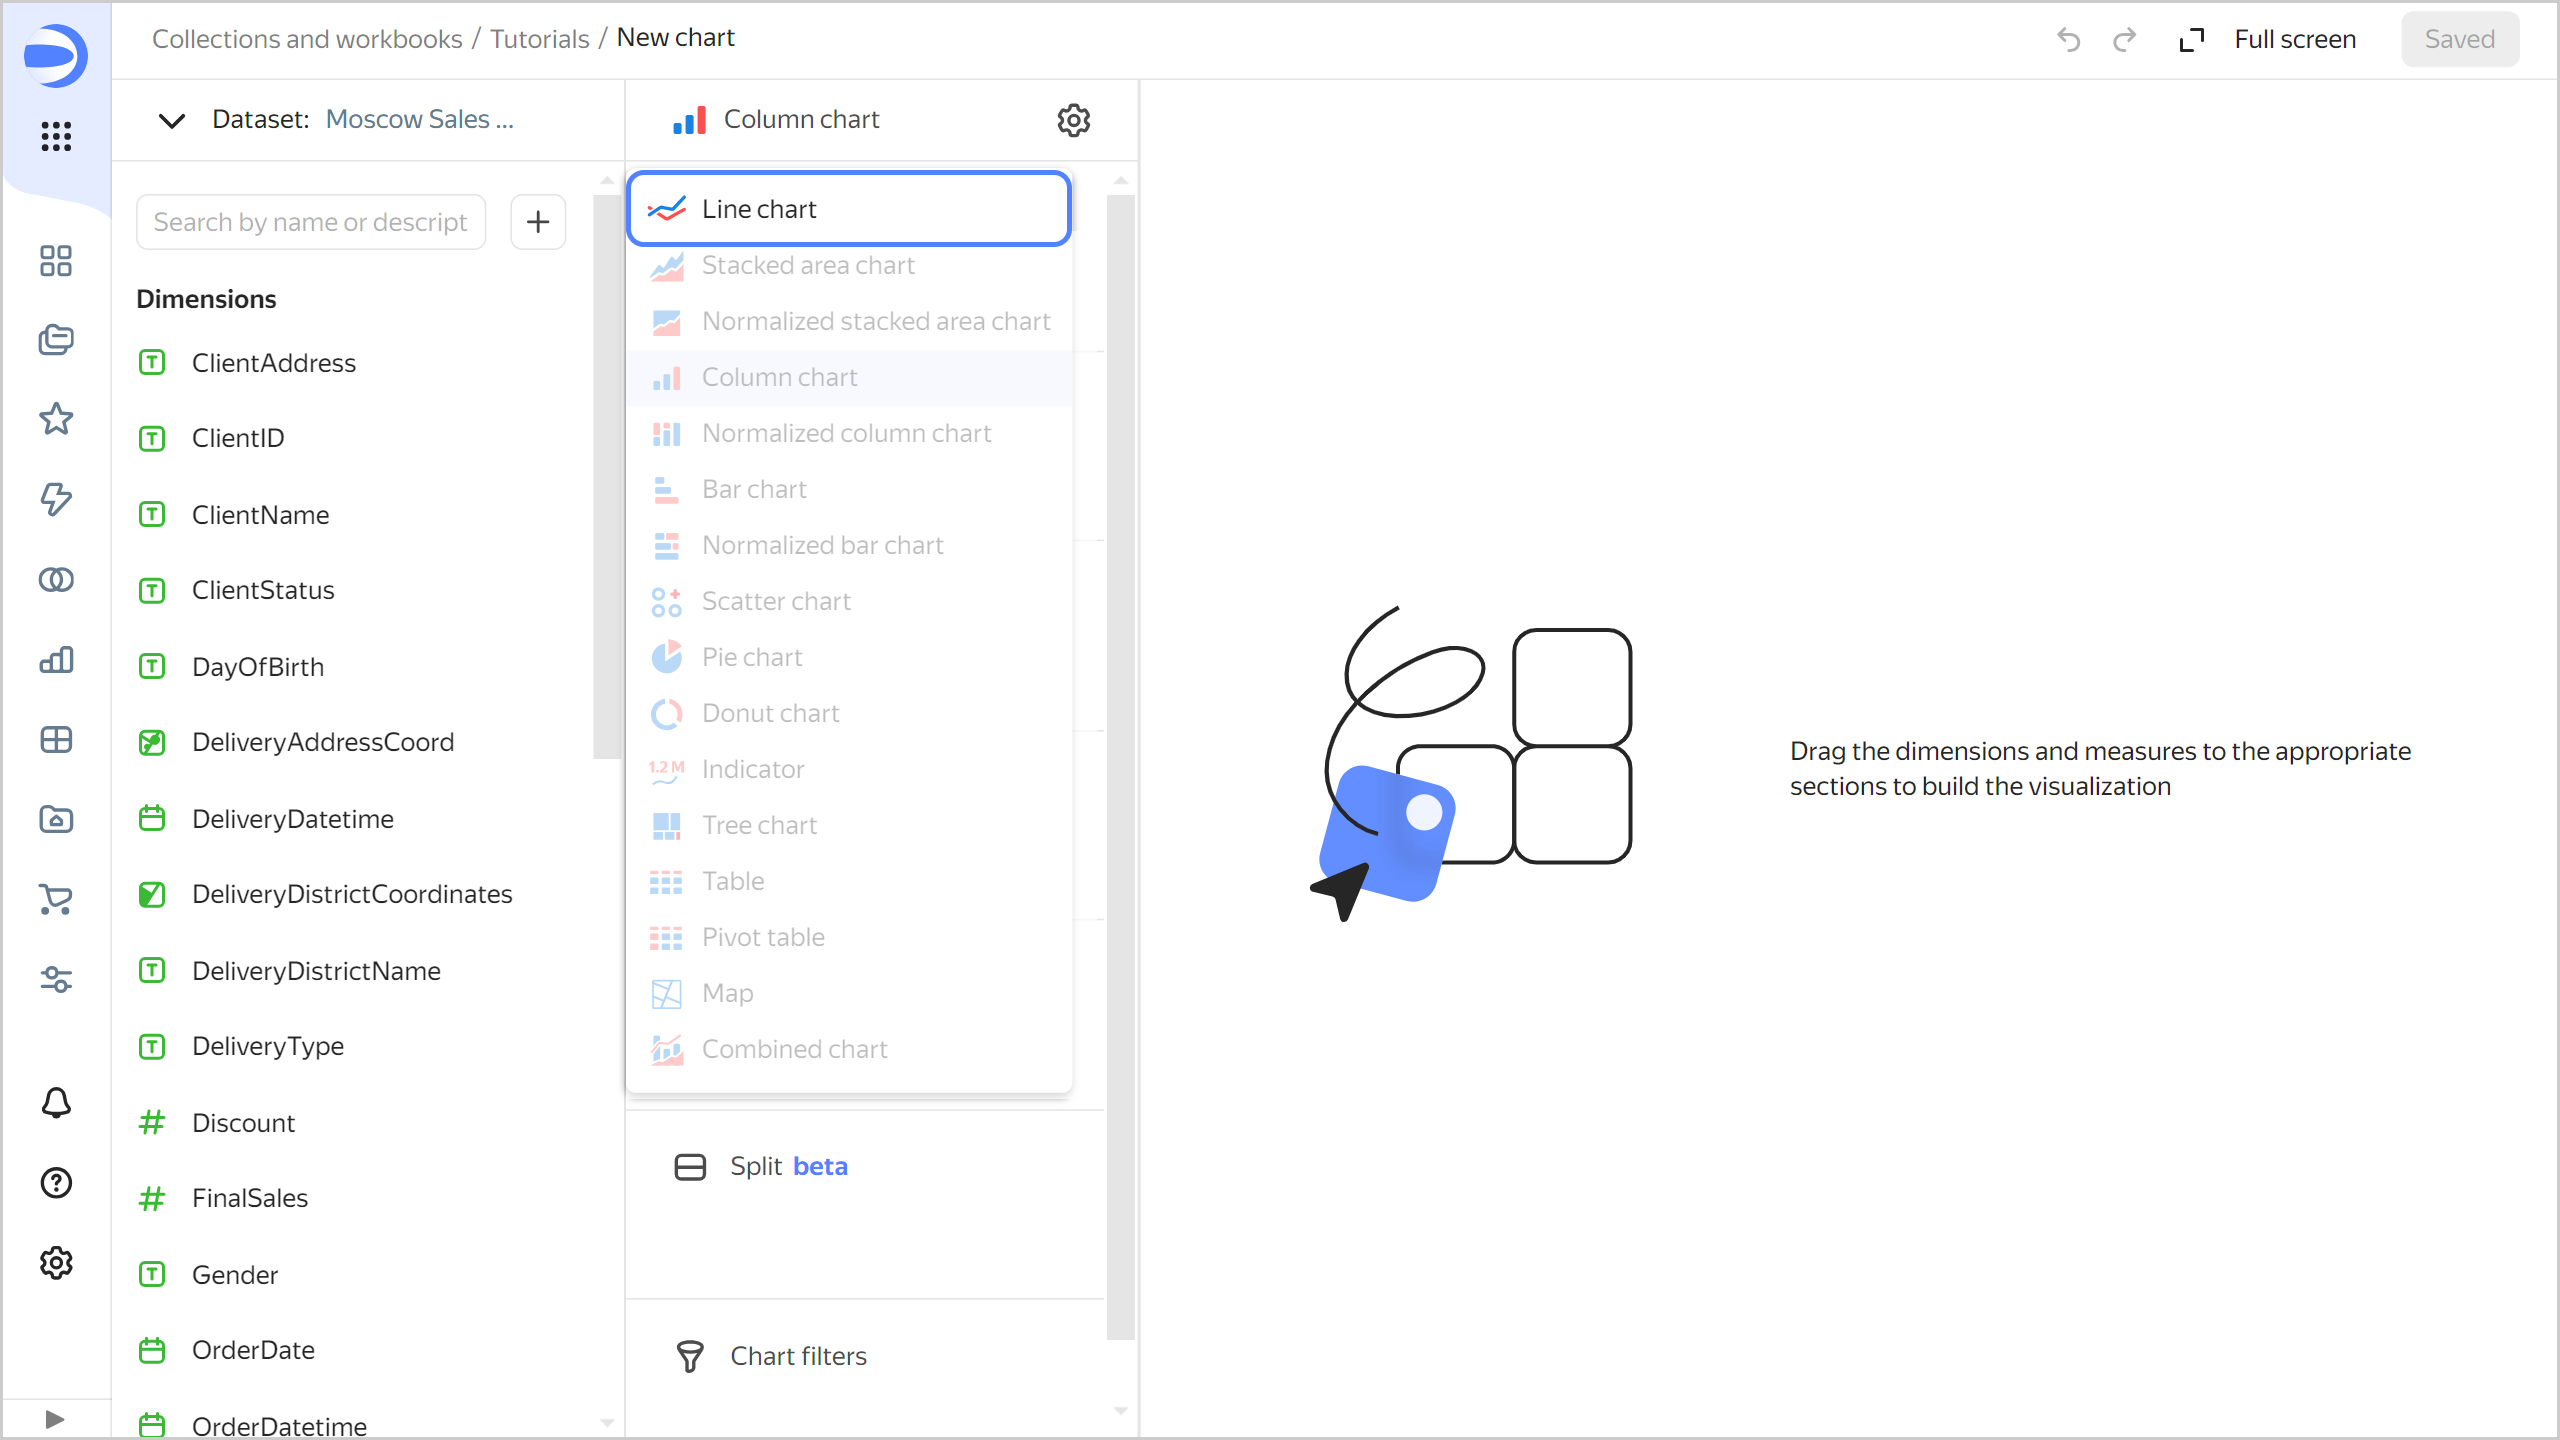 Collections and workbooks / Tutorials / New chart
Full screen
Saved
Dataset: Moscow Sales ...
Column chart
Search by name or descript
Dimensions
ClientAddress
ClientID
ClientName
ClientStatus
DayOfBirth
DeliveryAddressCoord
DeliveryDatetime
DeliveryDistrictCoordinates
DeliveryDistrictName
DeliveryType
Discount
FinalSales
Gender
OrderDate
OrderDatetime
Line chart
Stacked area chart
Normalized stacked area chart
Column chart
Normalized column chart
Bar chart
Normalized bar chart
Scatter chart
Pie chart
Donut chart
1.2 M Indicator
Tree chart
Table
Pivot table
Map
Combined chart
Split beta
Chart filters
Drag the dimensions and measures to the appropriate
sections to build the visualization